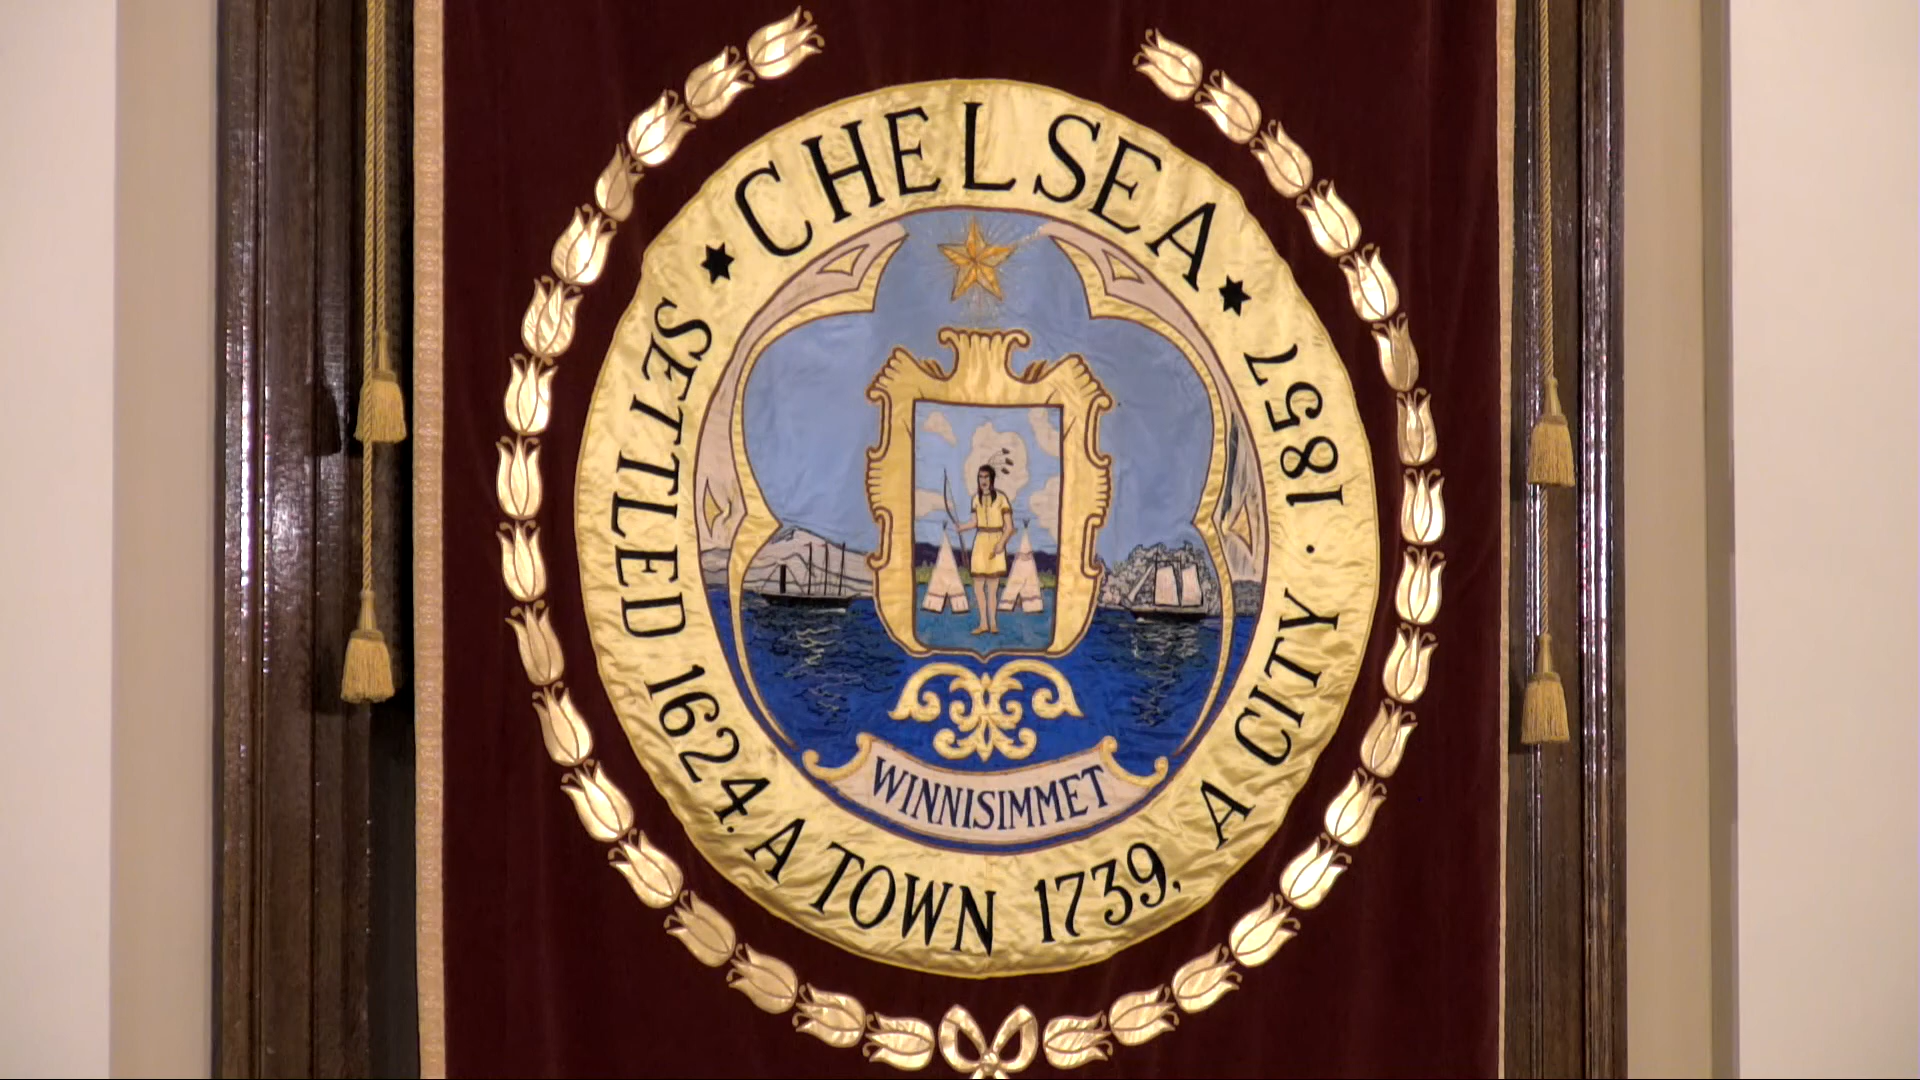 CHELSEA
SETTLED 1624. A TOWN 1739. A CITY. 1857
WINNISIMMET